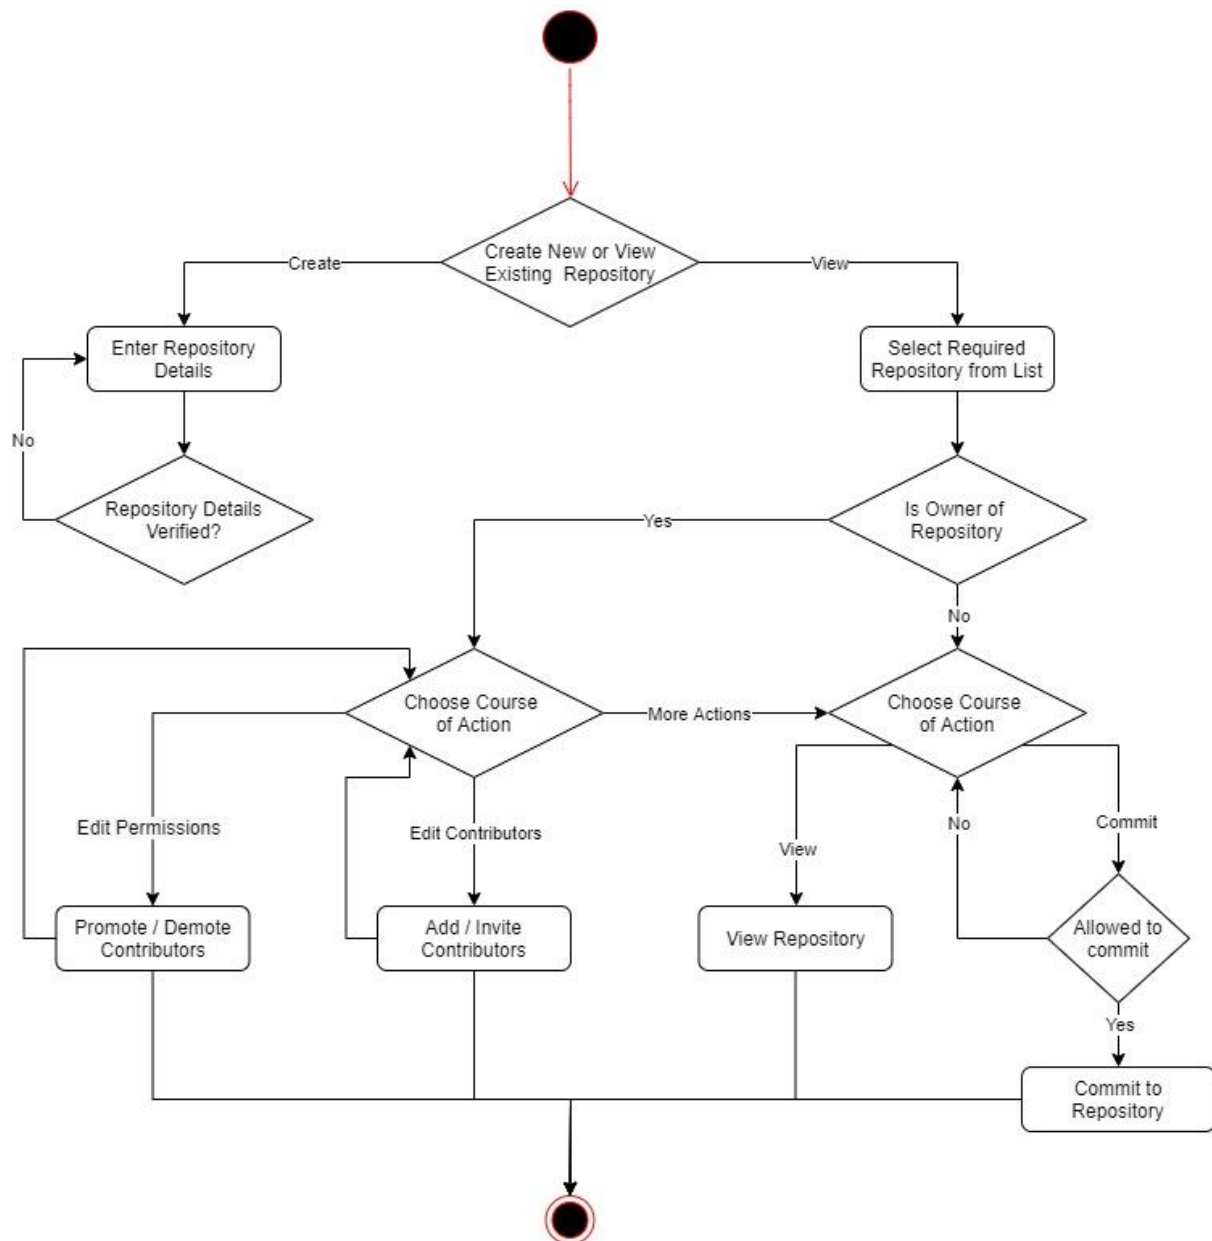 Create New or View
Existing Repository
Create
View
Enter Repository
Details
Select Required
Repository from List
No
Repository Details
Verified?
Is Owner of
Repository
Yes
No
Choose Course
of Action
More Actions
Choose Course
of Action
Edit Permissions
Edit Contributors
View
No
Commit
Promote / Demote
Contributors
Add / Invite
Contributors
View Repository
Allowed to
commit
Yes
Commit to
Repository